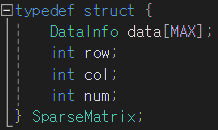 typedef struct {
DataInfo data[MAX];
int row;
int col;
int num;
} SparseMatrix;